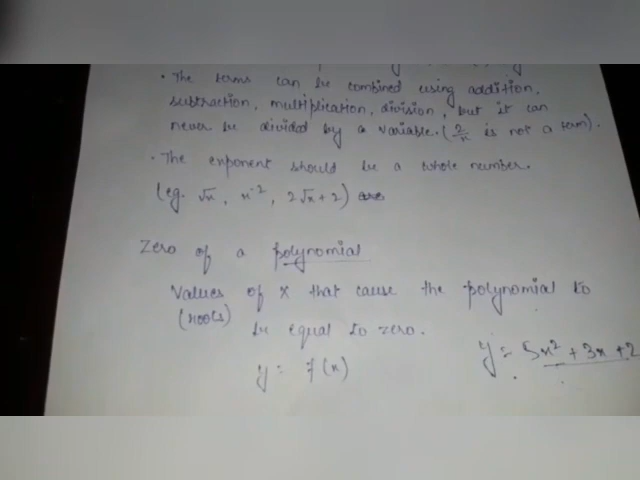 • The terms can be combined using addition,
subtraction, multiplication, division, but it can
never be divided by a variable. (2/x is not a term).
• The exponent should be a whole number.
(eg. √x, x^-2, 2√x + 2)
Zero of a polynomial
Values of x that cause the polynomial to
(roots)
be equal to zero.
y = f(x)
y = 5x² + 3x + 2